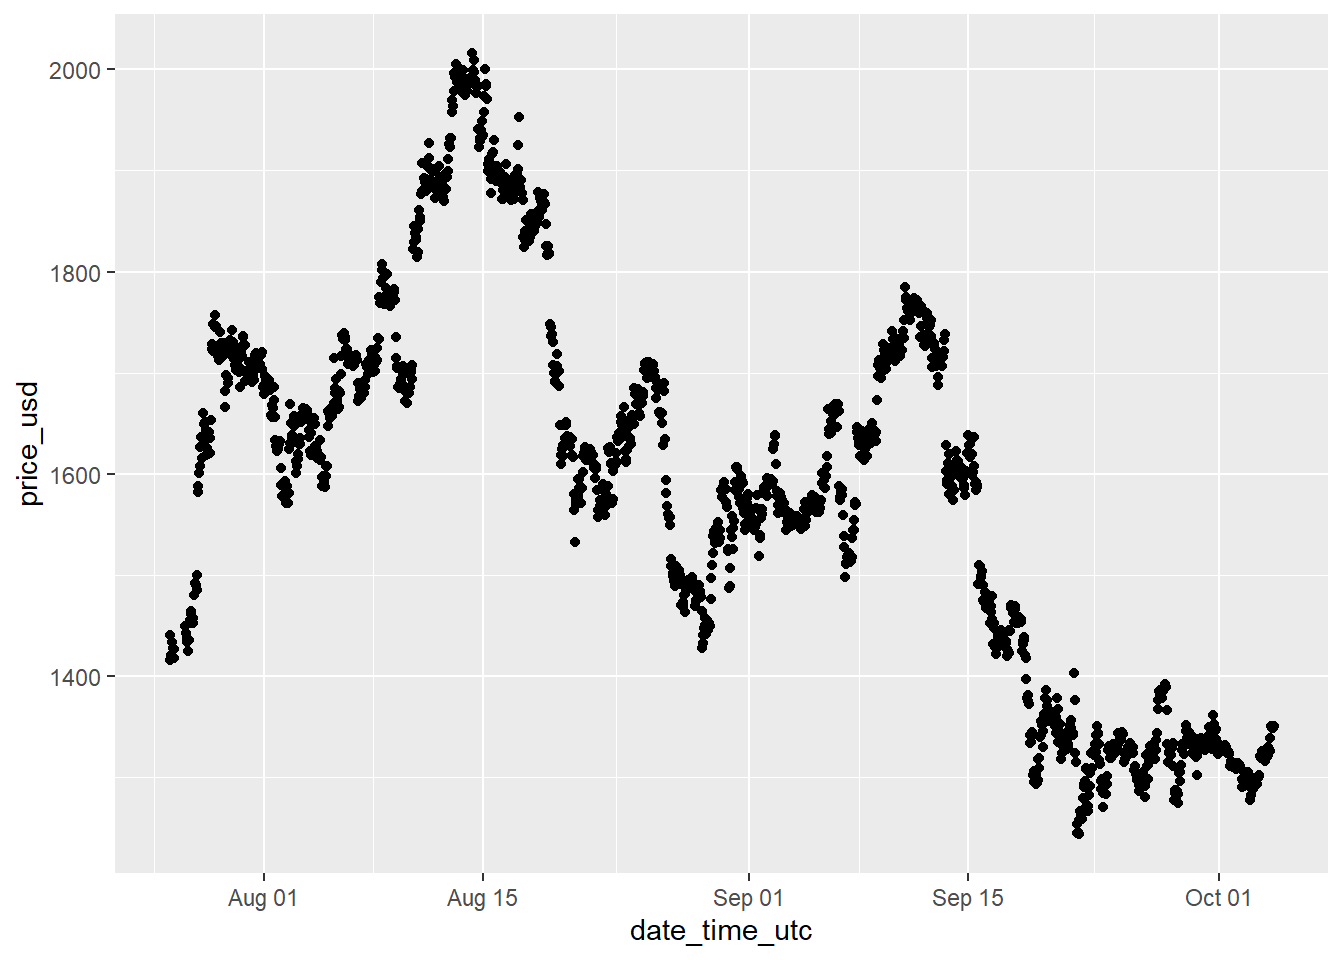 2000
1800
1600
1400
price_usd
Aug 01
Aug 15
Sep 01
Sep 15
Oct 01
date_time_utc